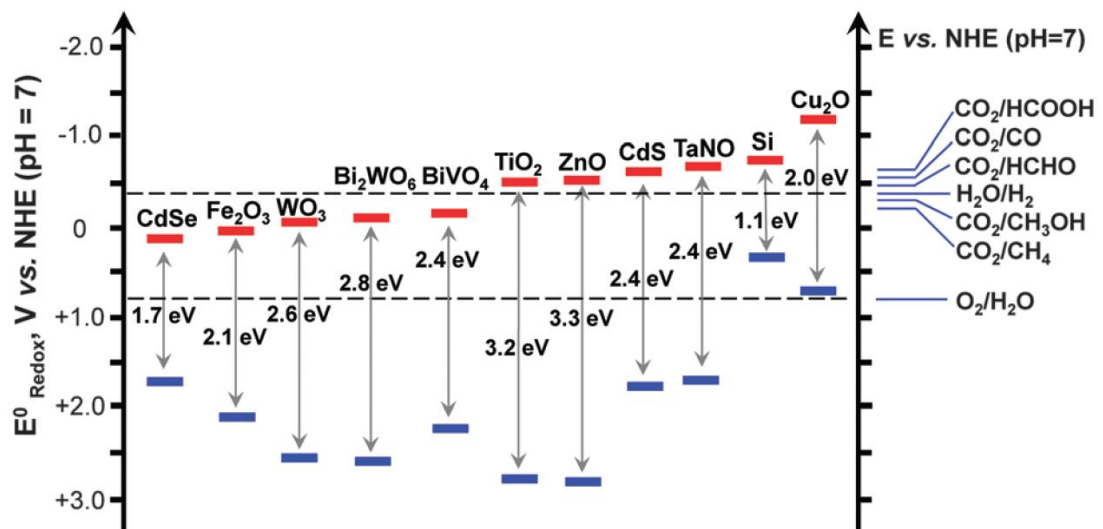 E⁰ Redox, V vs. NHE (pH = 7)
-2.0
-1.0
0
+1.0
+2.0
+3.0
CdSe
1.7 eV
Fe₂O₃
2.1 eV
WO₃
2.6 eV
Bi₂WO₆
2.8 eV
BiVO₄
2.4 eV
TiO₂
3.2 eV
ZnO
3.3 eV
CdS
2.4 eV
TaNO
2.4 eV
Si
1.1 eV
Cu₂O
2.0 eV
E vs. NHE (pH=7)
CO₂/HCOOH
CO₂/CO
CO₂/HCHO
H₂O/H₂
CO₂/CH₃OH
CO₂/CH₄
O₂/H₂O